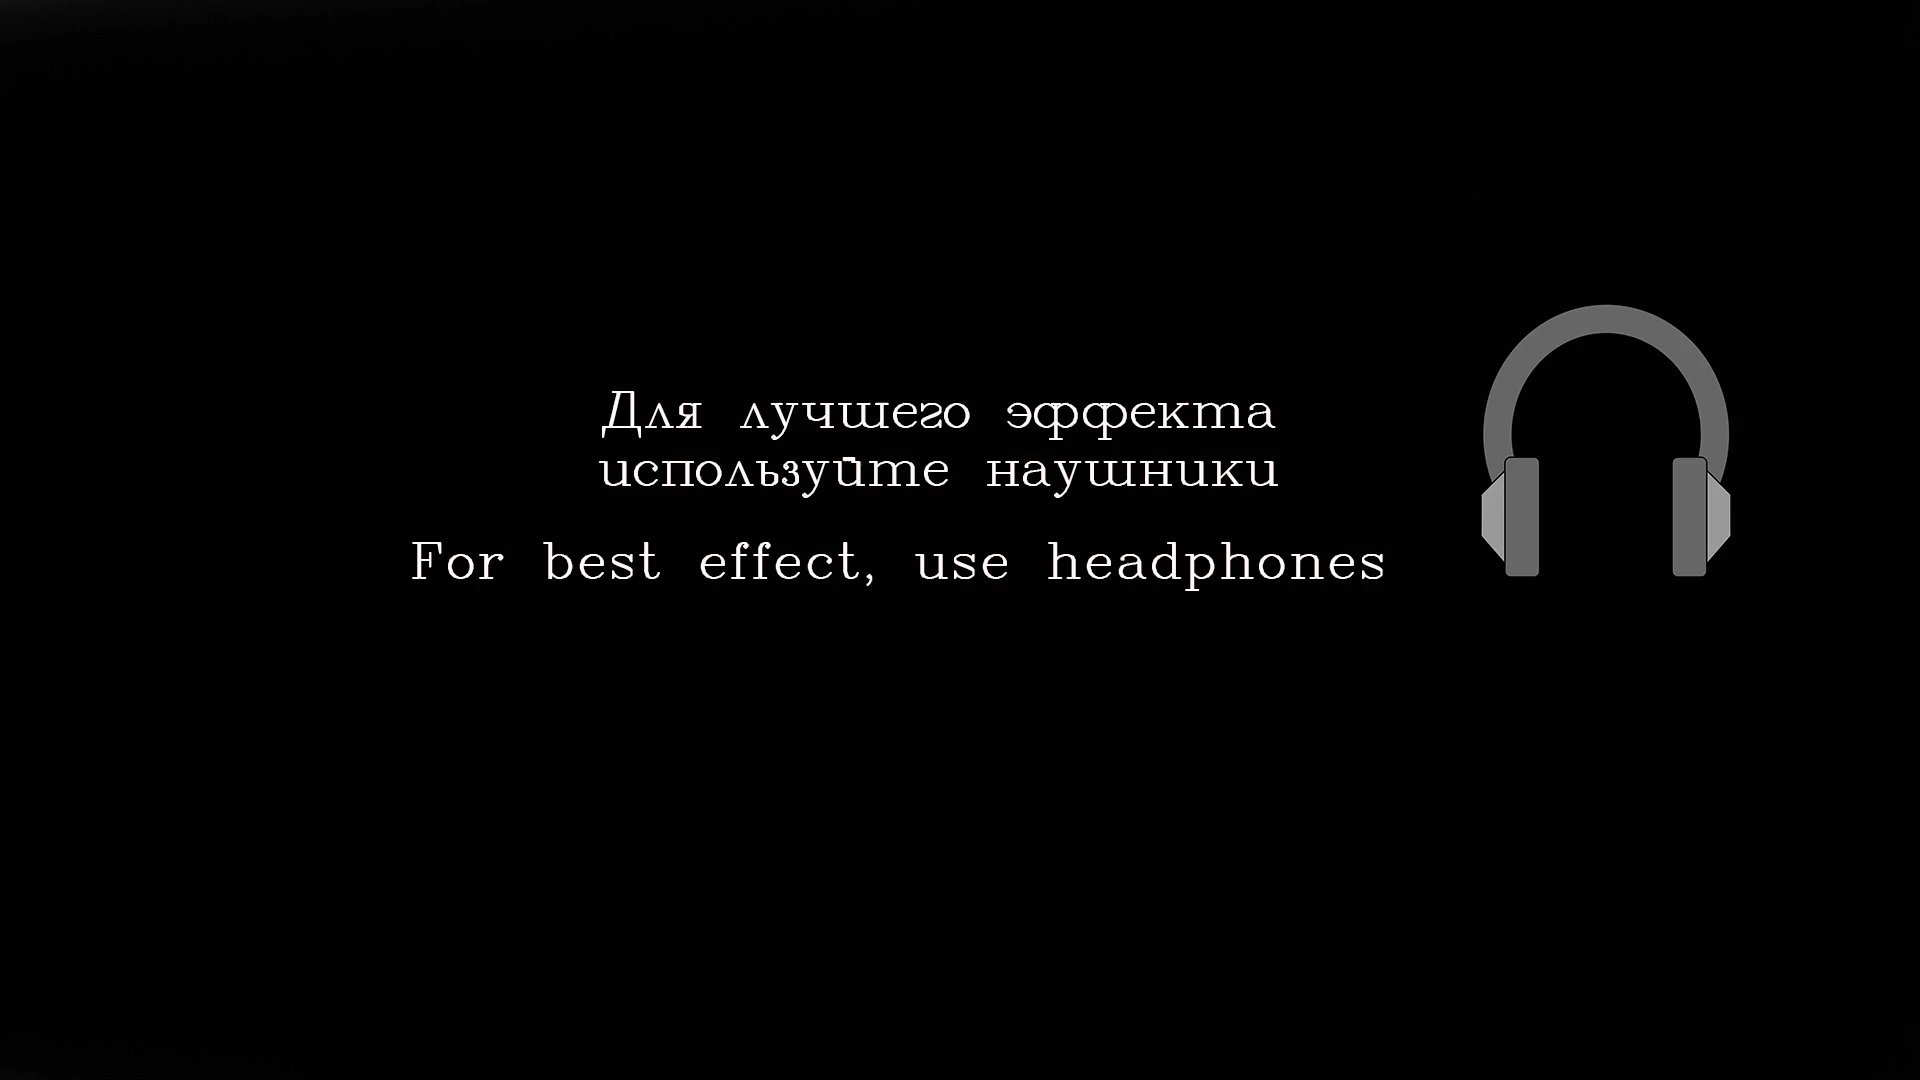 Для лучшего эффекта
используйте наушники
For best effect, use headphones